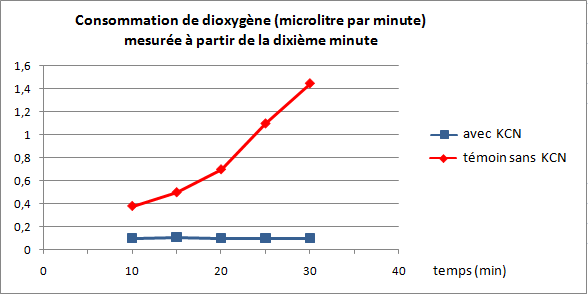 Consommation de dioxygène (microlitre par minute)
mesurée à partir de la dixième minute
1,6
1,4
1,2
1
0,8
0,6
0,4
0,2
0
0 10 20 30 40
temps (min)
avec KCN
témoin sans KCN